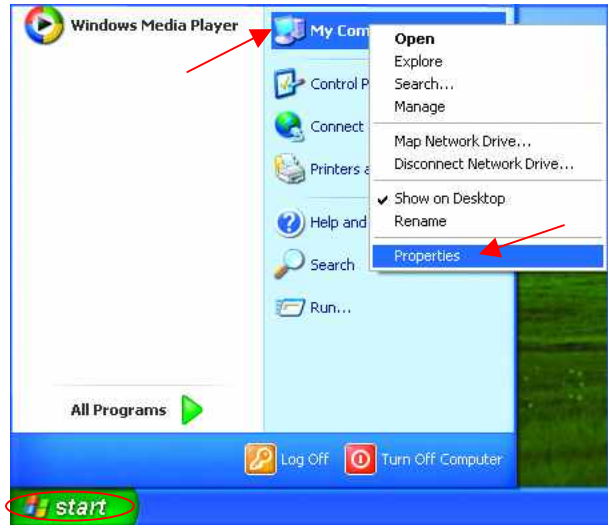 Windows Media Player
All Programs
My Com
Control P
Connect
Printers a
Help and
Search
Run...
Open
Explore
Search...
Manage
Map Network Drive...
Disconnect Network Drive...
Show on Desktop
Rename
Properties
Log Off
Turn Off Computer
start